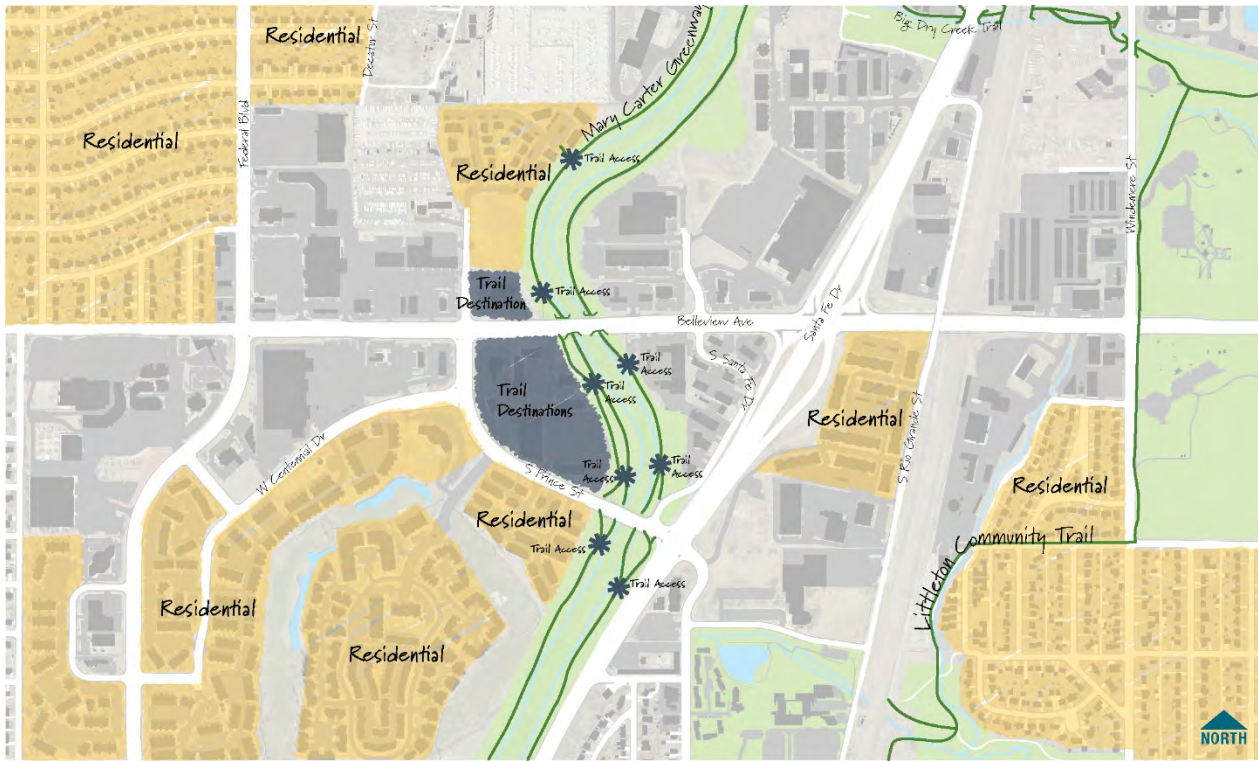 Residential
Decatur St
Mary Carter Greenway
Big Dry Creek Trail
Residential
Federal Blvd
Residential
Trail Access
Windemere St
Trail
Destination
Trail Access
Belleview Ave
Santa Fe Dr
S Santa Fe Dr
Trail
Access
Trail
Access
Trail
Destinations
Residential
S Rio Grande St
W Centennial Dr
S Prince St
Trail
Access
Trail
Access
Residential
Residential
Trail Access
Littleton Community Trail
Trail Access
Residential
Residential
NORTH